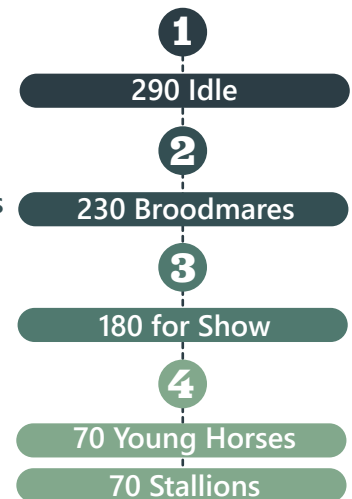 1
290 Idle
2
s
230 Broodmares
3
180 for Show
4
70 Young Horses
70 Stallions